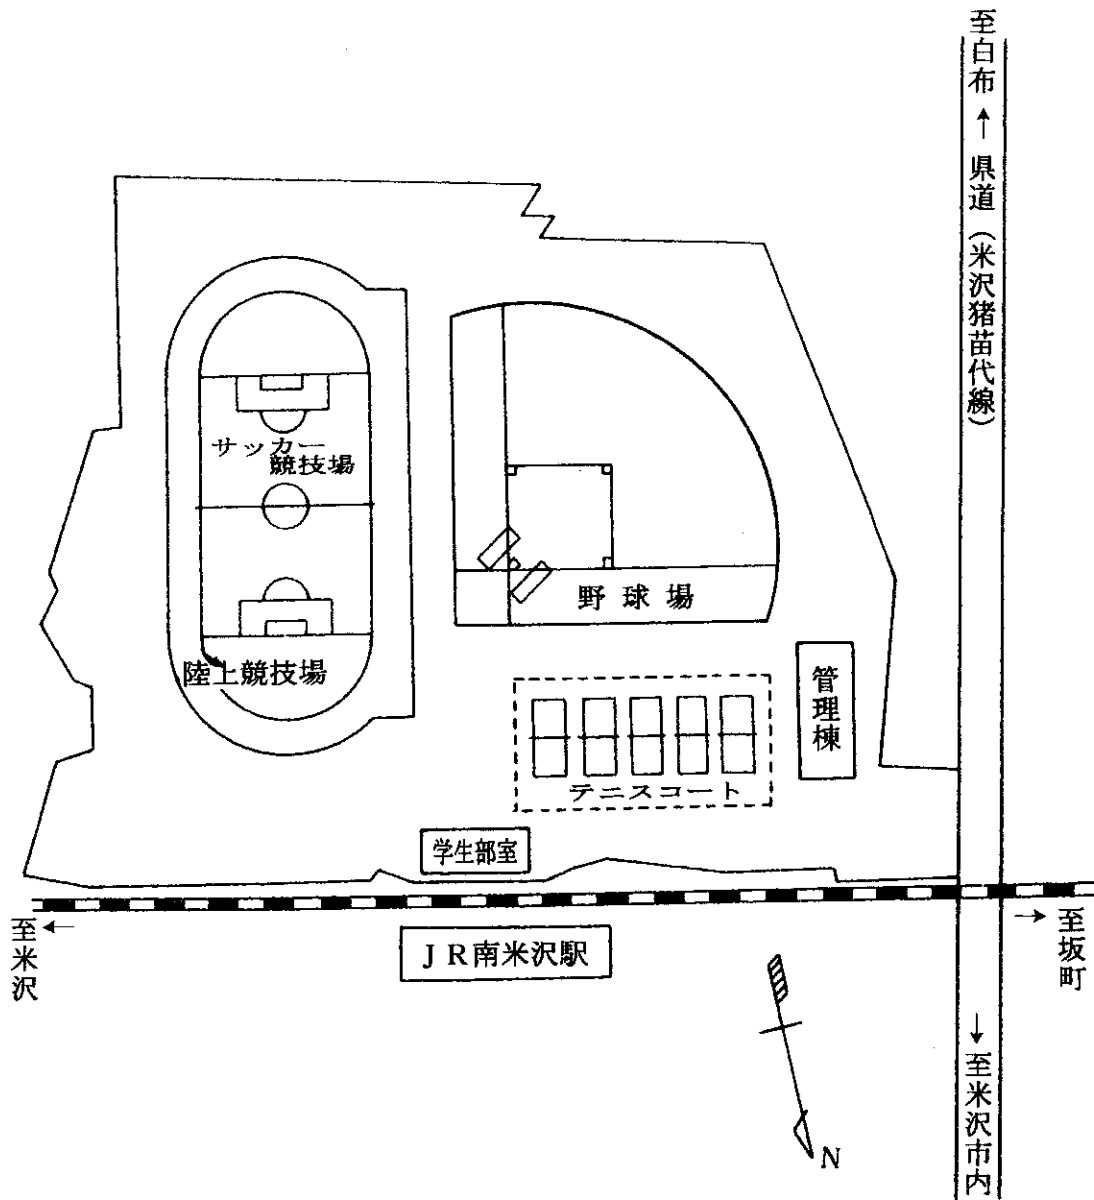 至白布
県道（米沢猪苗代線）
サッカー
競技場
陸上競技場
野球場
管理棟
テニスコート
学生部室
至米沢
ＪＲ南米沢駅
至坂町
至米沢市内
N